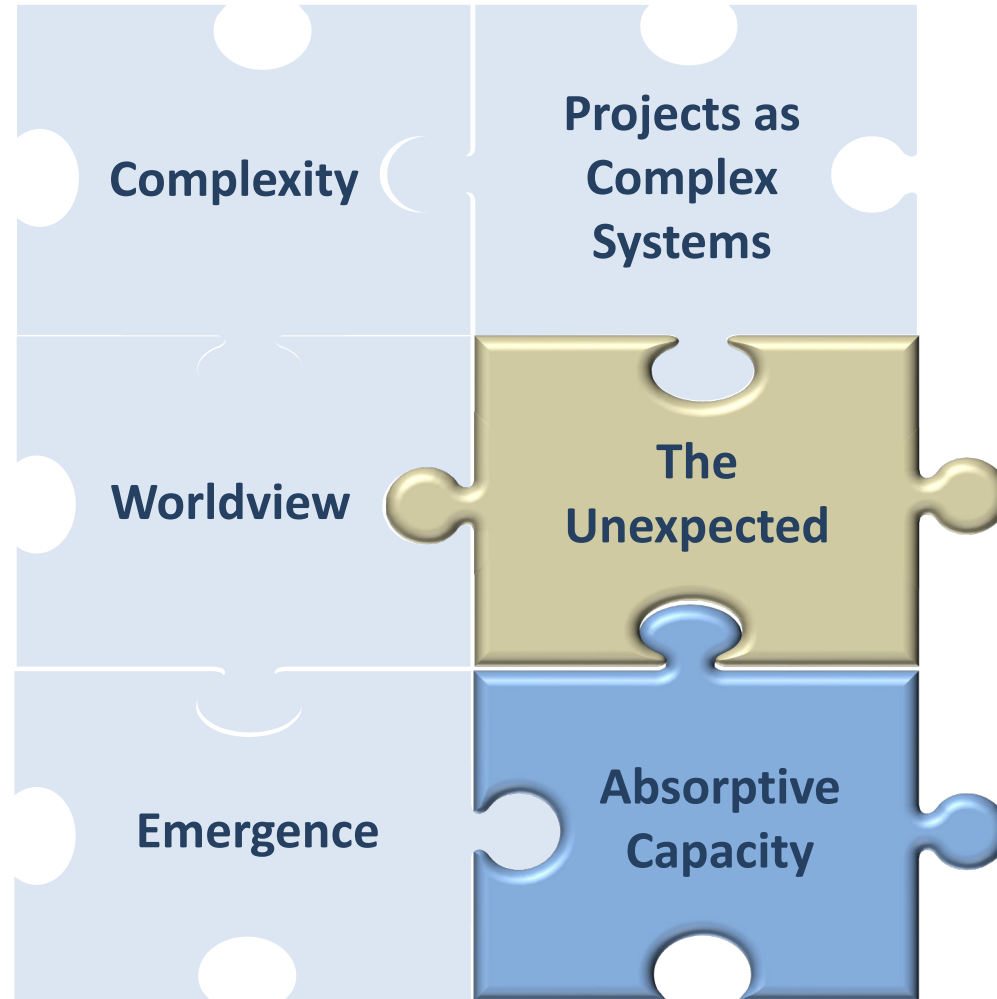 Complexity
Projects as
Complex
Systems
Worldview
The
Unexpected
Emergence
Absorptive
Capacity